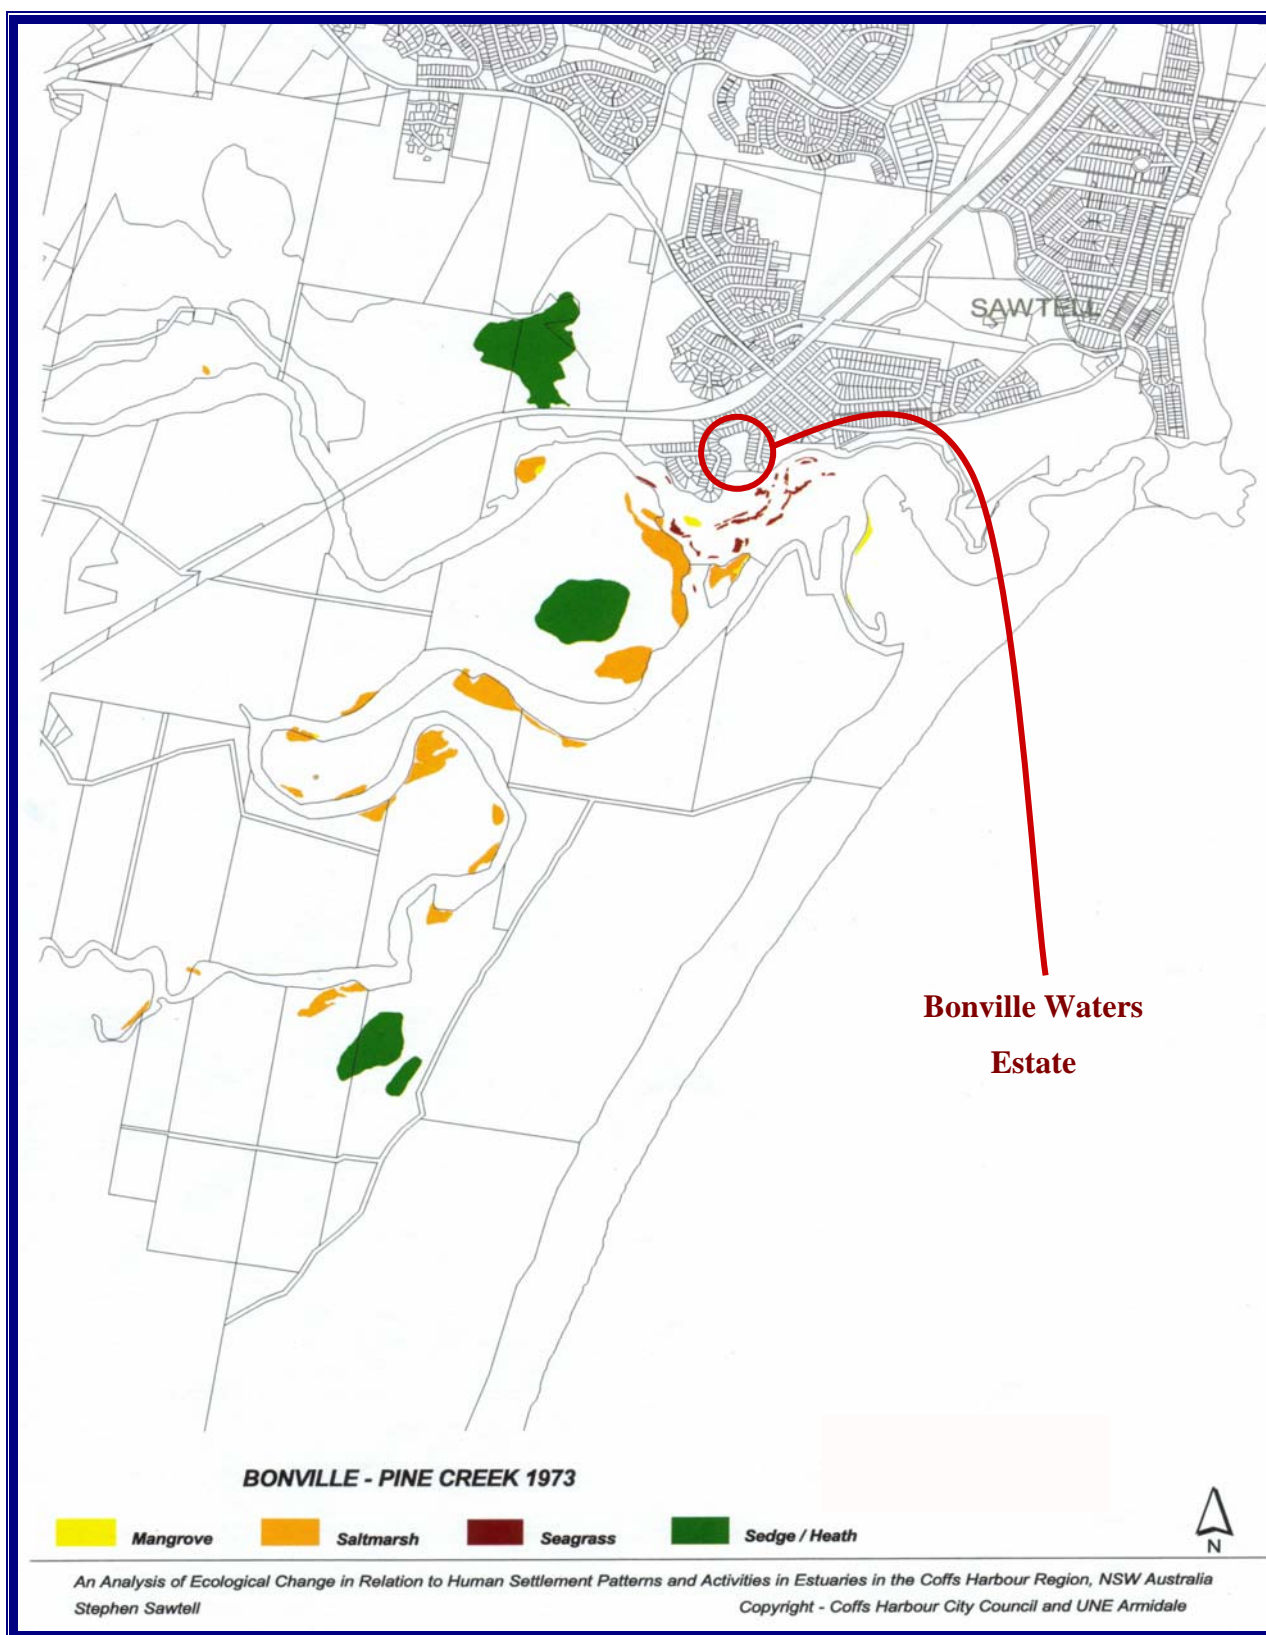 SAWTELL
Bonville Waters
Estate
BONVILLE - PINE CREEK 1973
Mangrove
Saltmarsh
Seagrass
Sedge / Heath
N
An Analysis of Ecological Change in Relation to Human Settlement Patterns and Activities in Estuaries in the Coffs Harbour Region, NSW Australia
Stephen Sawtell
Copyright - Coffs Harbour City Council and UNE Armidale